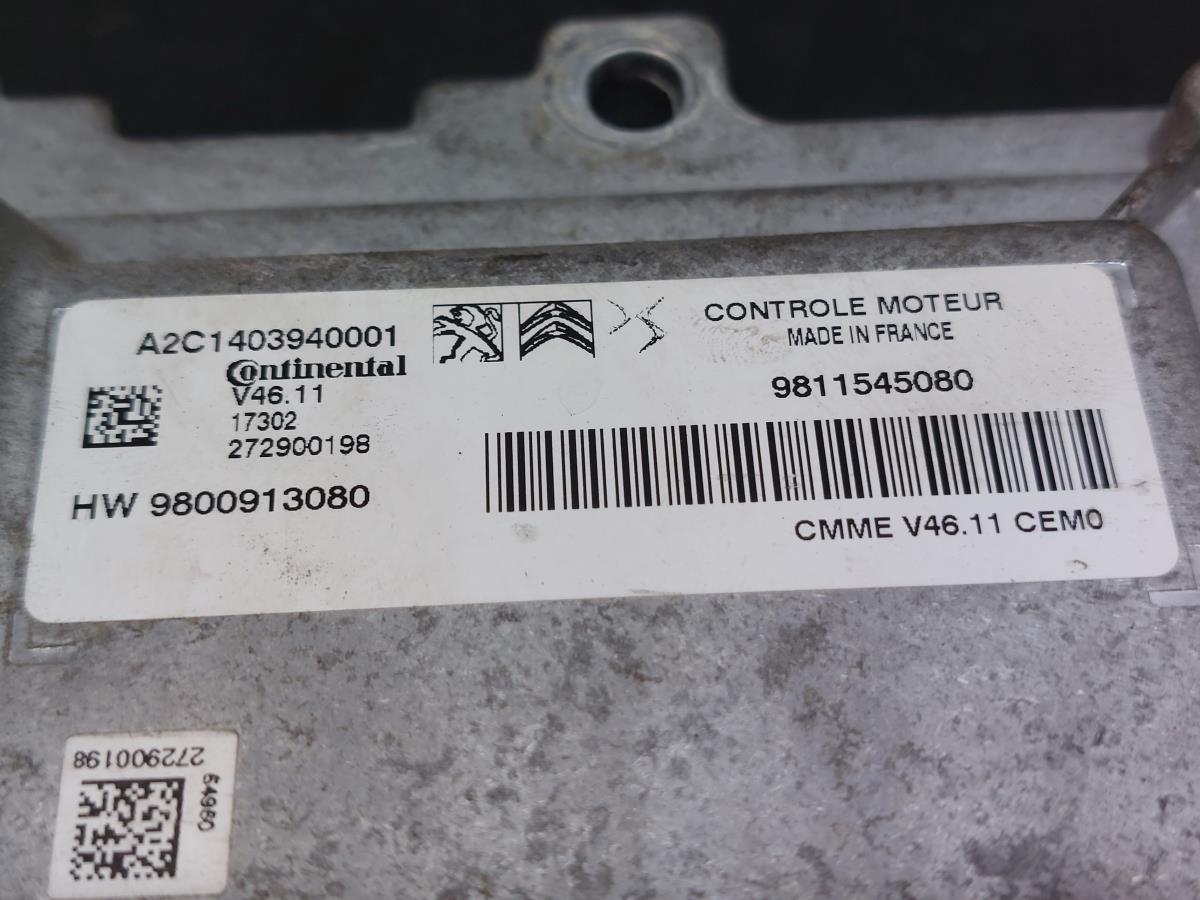 A2C1403940001
Continental
V46.11
17302
272900198
HW 9800913080
CONTROLE MOTEUR
MADE IN FRANCE
9811545080
CMME V46.11 CEM0
272900198
64960